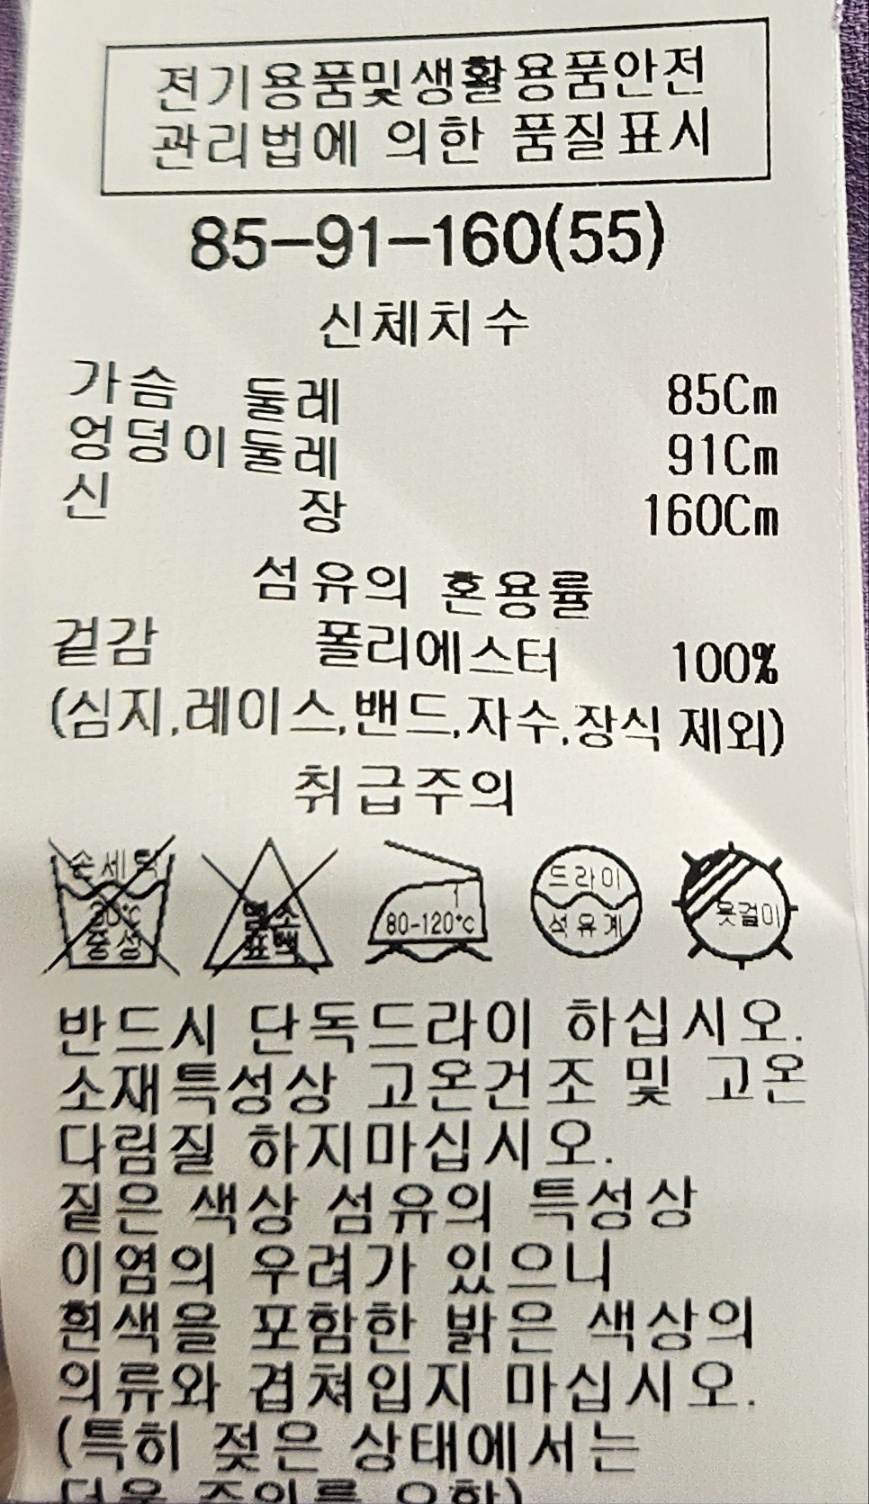 전기용품및생활용품안전
관리법에 의한 품질표시
85-91-160(55)
신체치수
가슴 둘레 85Cm
엉덩이둘레 91Cm
신 장 160Cm
섬유의 혼용률
겉감 폴리에스터 100%
(심지,레이스,밴드,자수,장식 제외)
취급주의
손세탁
30°C
중성
염소
표백
80-120°C
드라이
석유계
옷걸이
반드시 단독드라이 하십시오.
소재특성상 고온건조 및 고온
다림질 하지마십시오.
짙은 색상 섬유의 특성상
이염의 우려가 있으니
흰색을 포함한 밝은 색상의
의류와 겹쳐입지 마십시오.
(특히 젖은 상태에서는
더욱 주의를 요함)